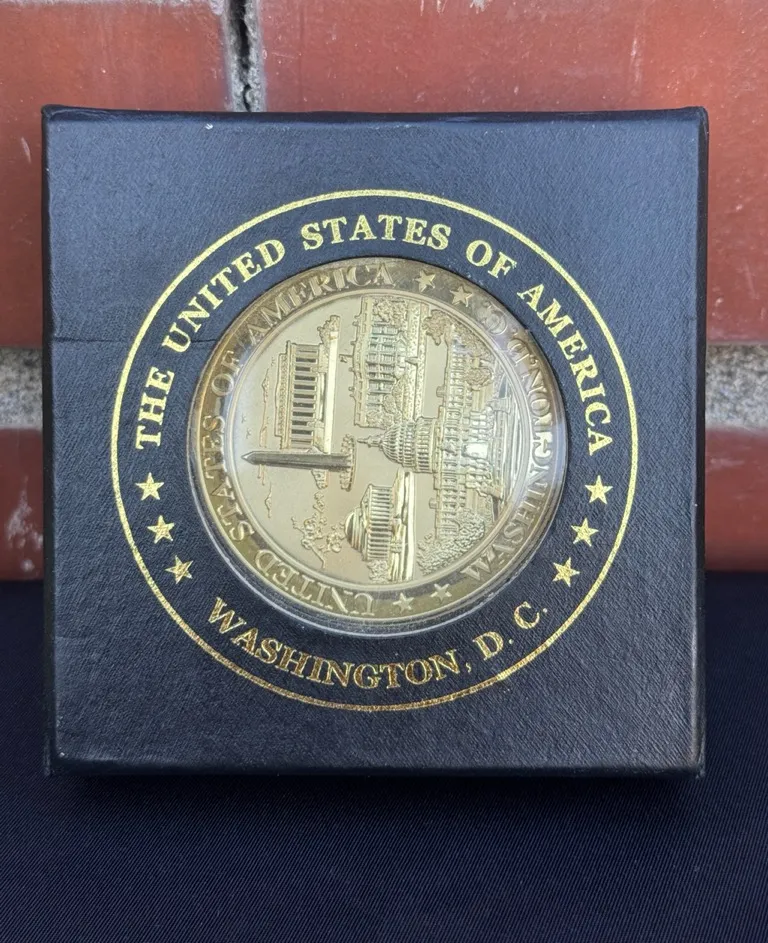 THE UNITED STATES OF AMERICA
WASHINGTON, D.C.
UNITED STATES OF AMERICA
WASHINGTON, D.C.